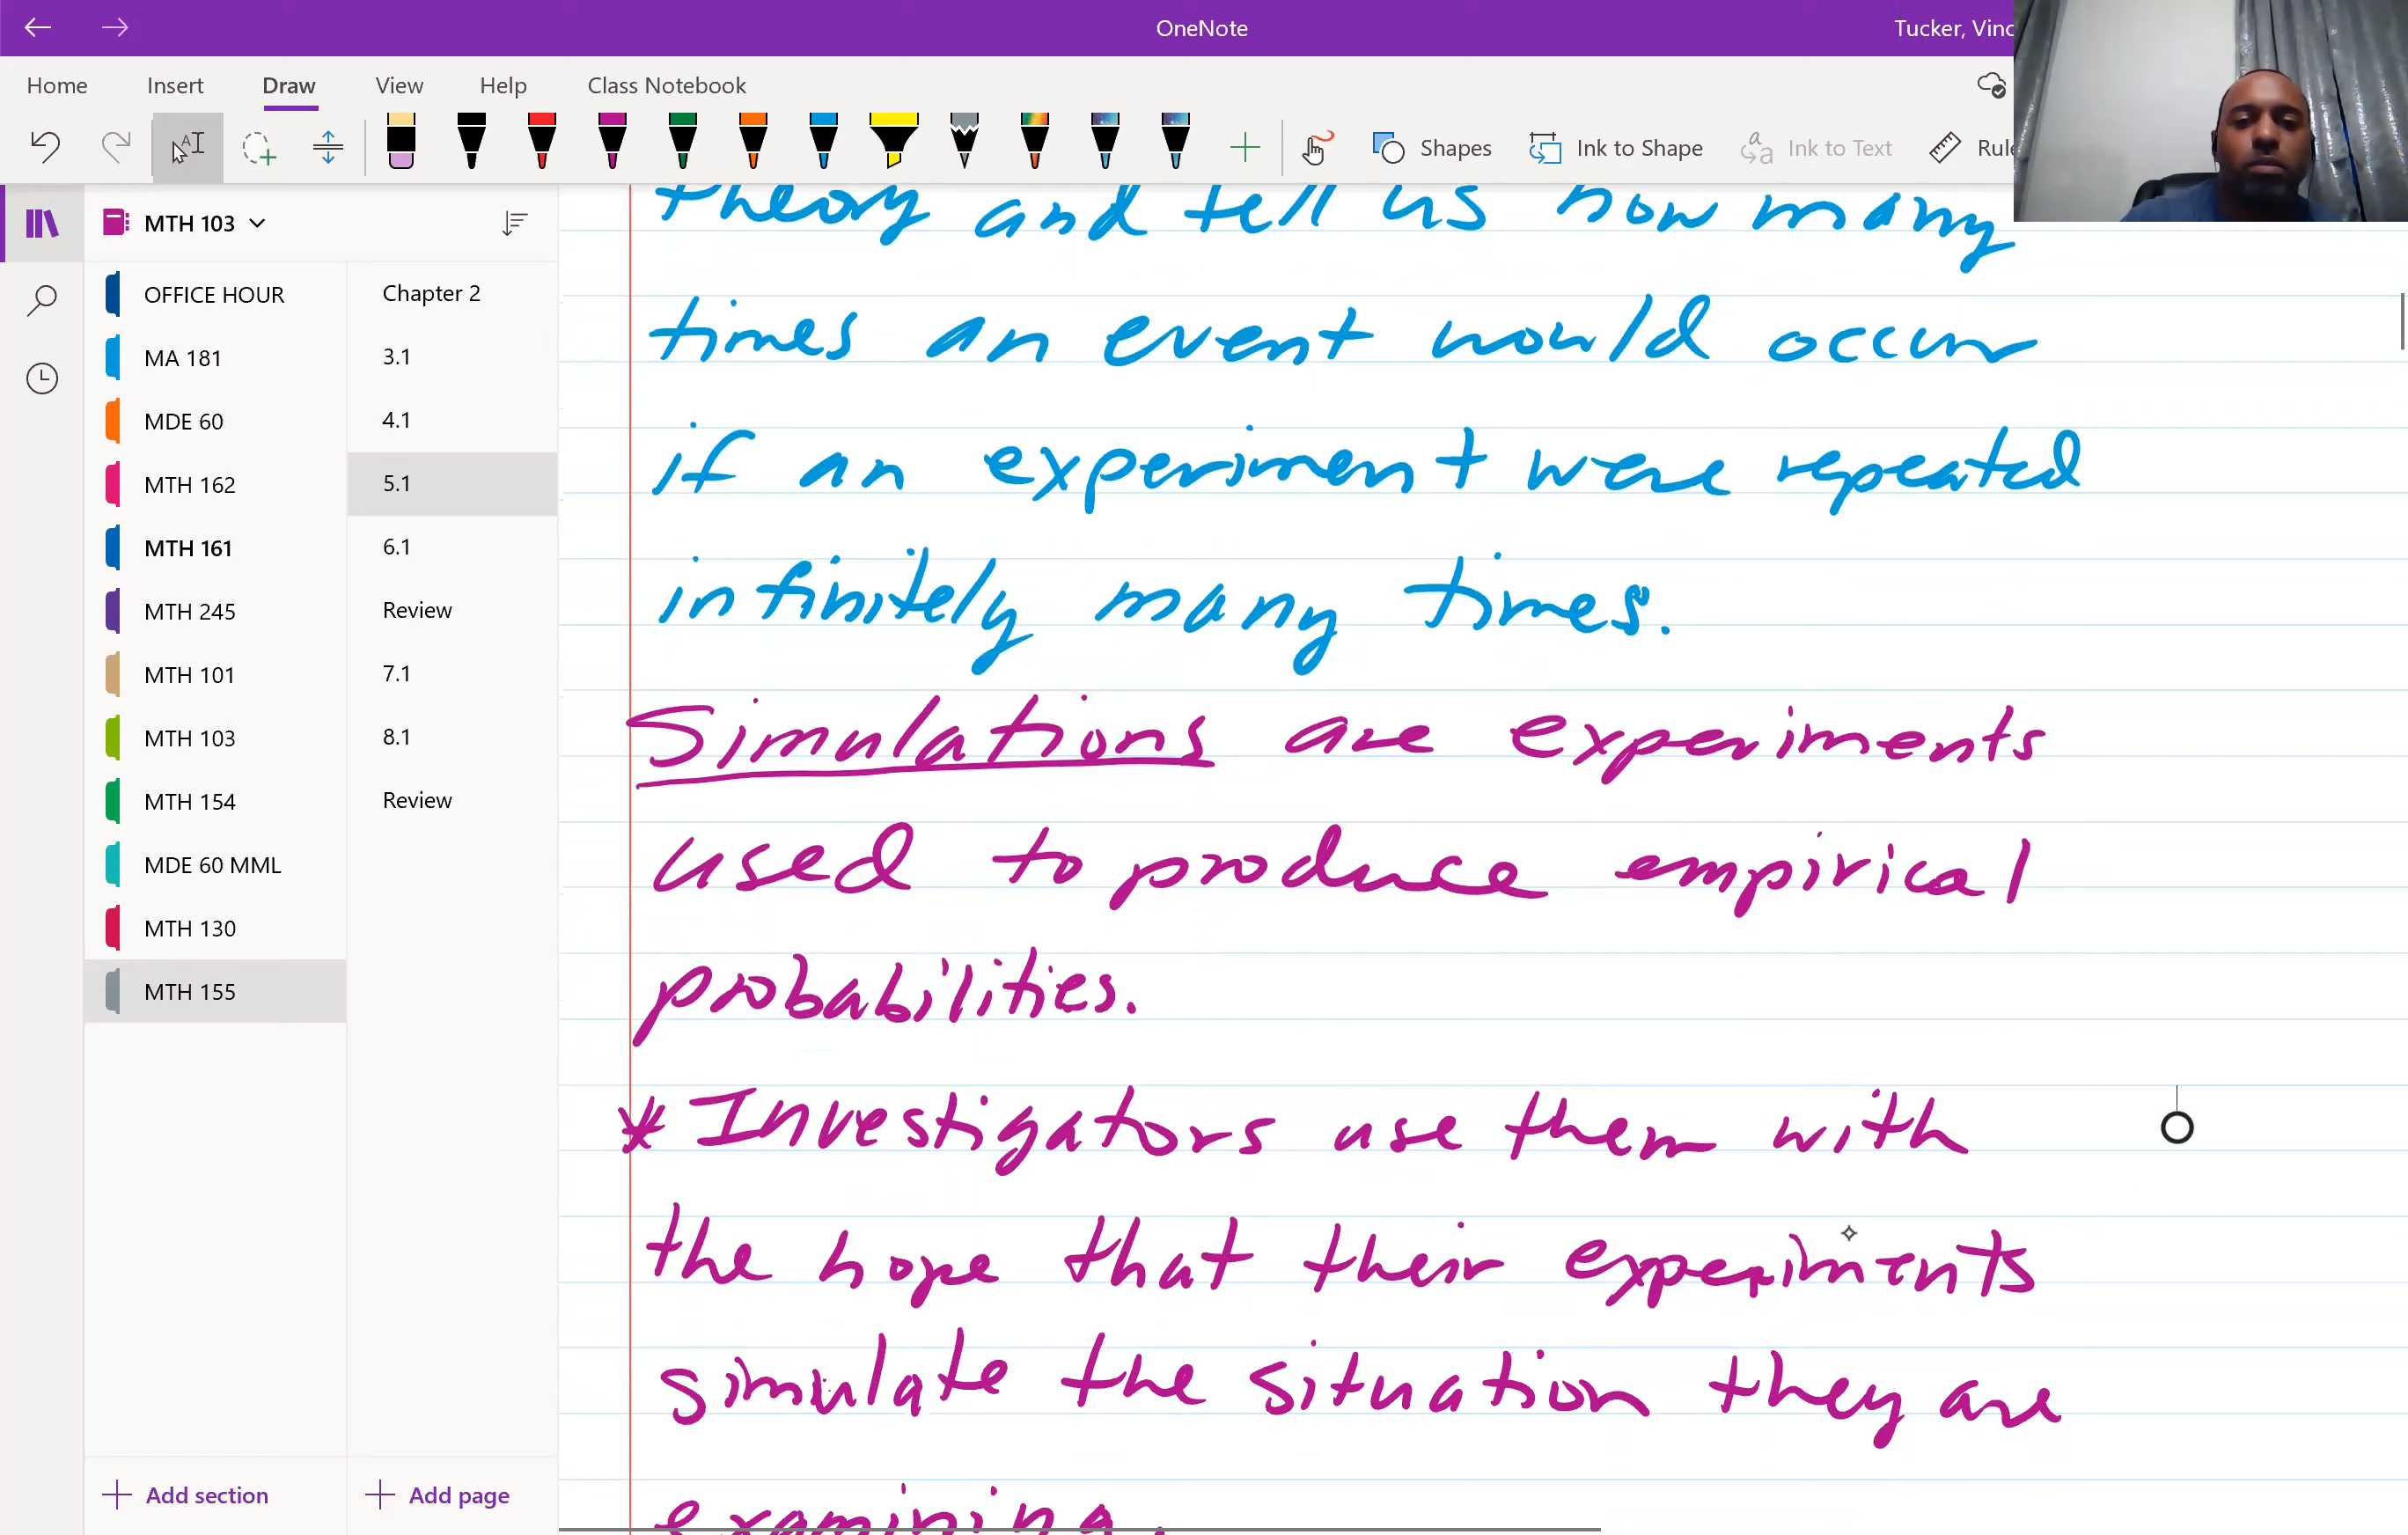 OneNote
Tucker, Vinc
Home Insert Draw View Help Class Notebook
Shapes Ink to Shape Ink to Text Rule
MTH 103
OFFICE HOUR
MA 181
MDE 60
MTH 162
MTH 161
MTH 245
MTH 101
MTH 103
MTH 154
MDE 60 MML
MTH 130
MTH 155
Add section
Chapter 2
3.1
4.1
5.1
6.1
Review
7.1
8.1
Review
Add page
theory and tell us how many
times an event would occur
if an experiment were repeated
infinitely many times.
Simulations are experiments
used to produce empirical
probabilities.
* Investigators use them with
the hope that their experiments
simulate the situation they are
examining.